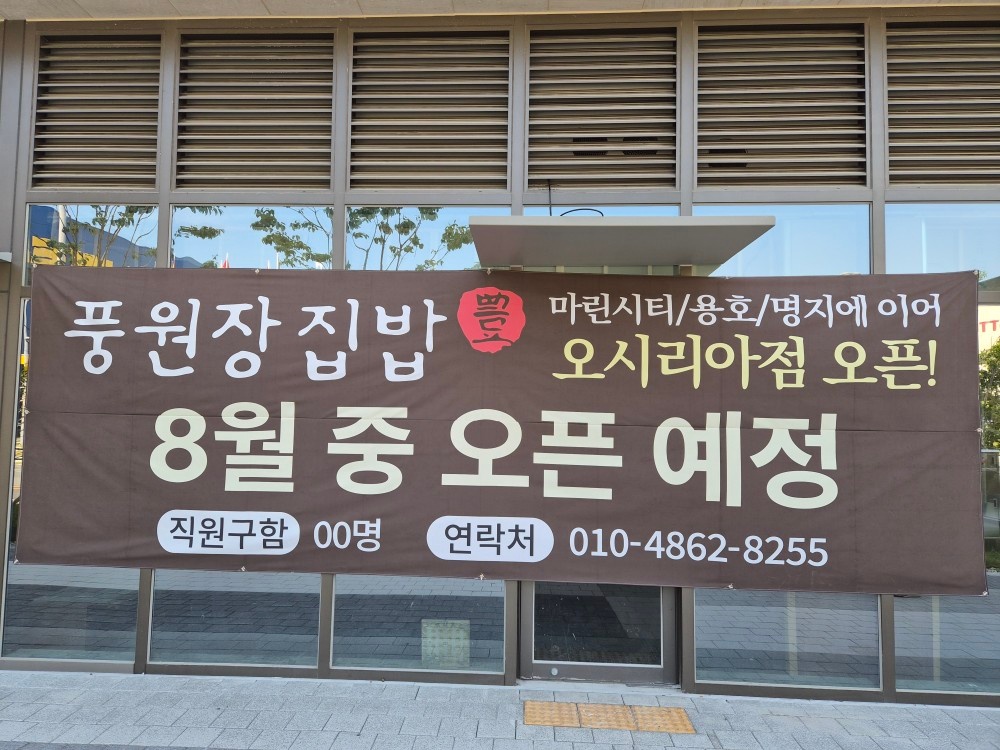 풍원장 집밥
豊
마린시티/용호/명지에 이어
오시리아점 오픈!
8월 중 오픈 예정
직원구함 00명 연락처 010-4862-8255